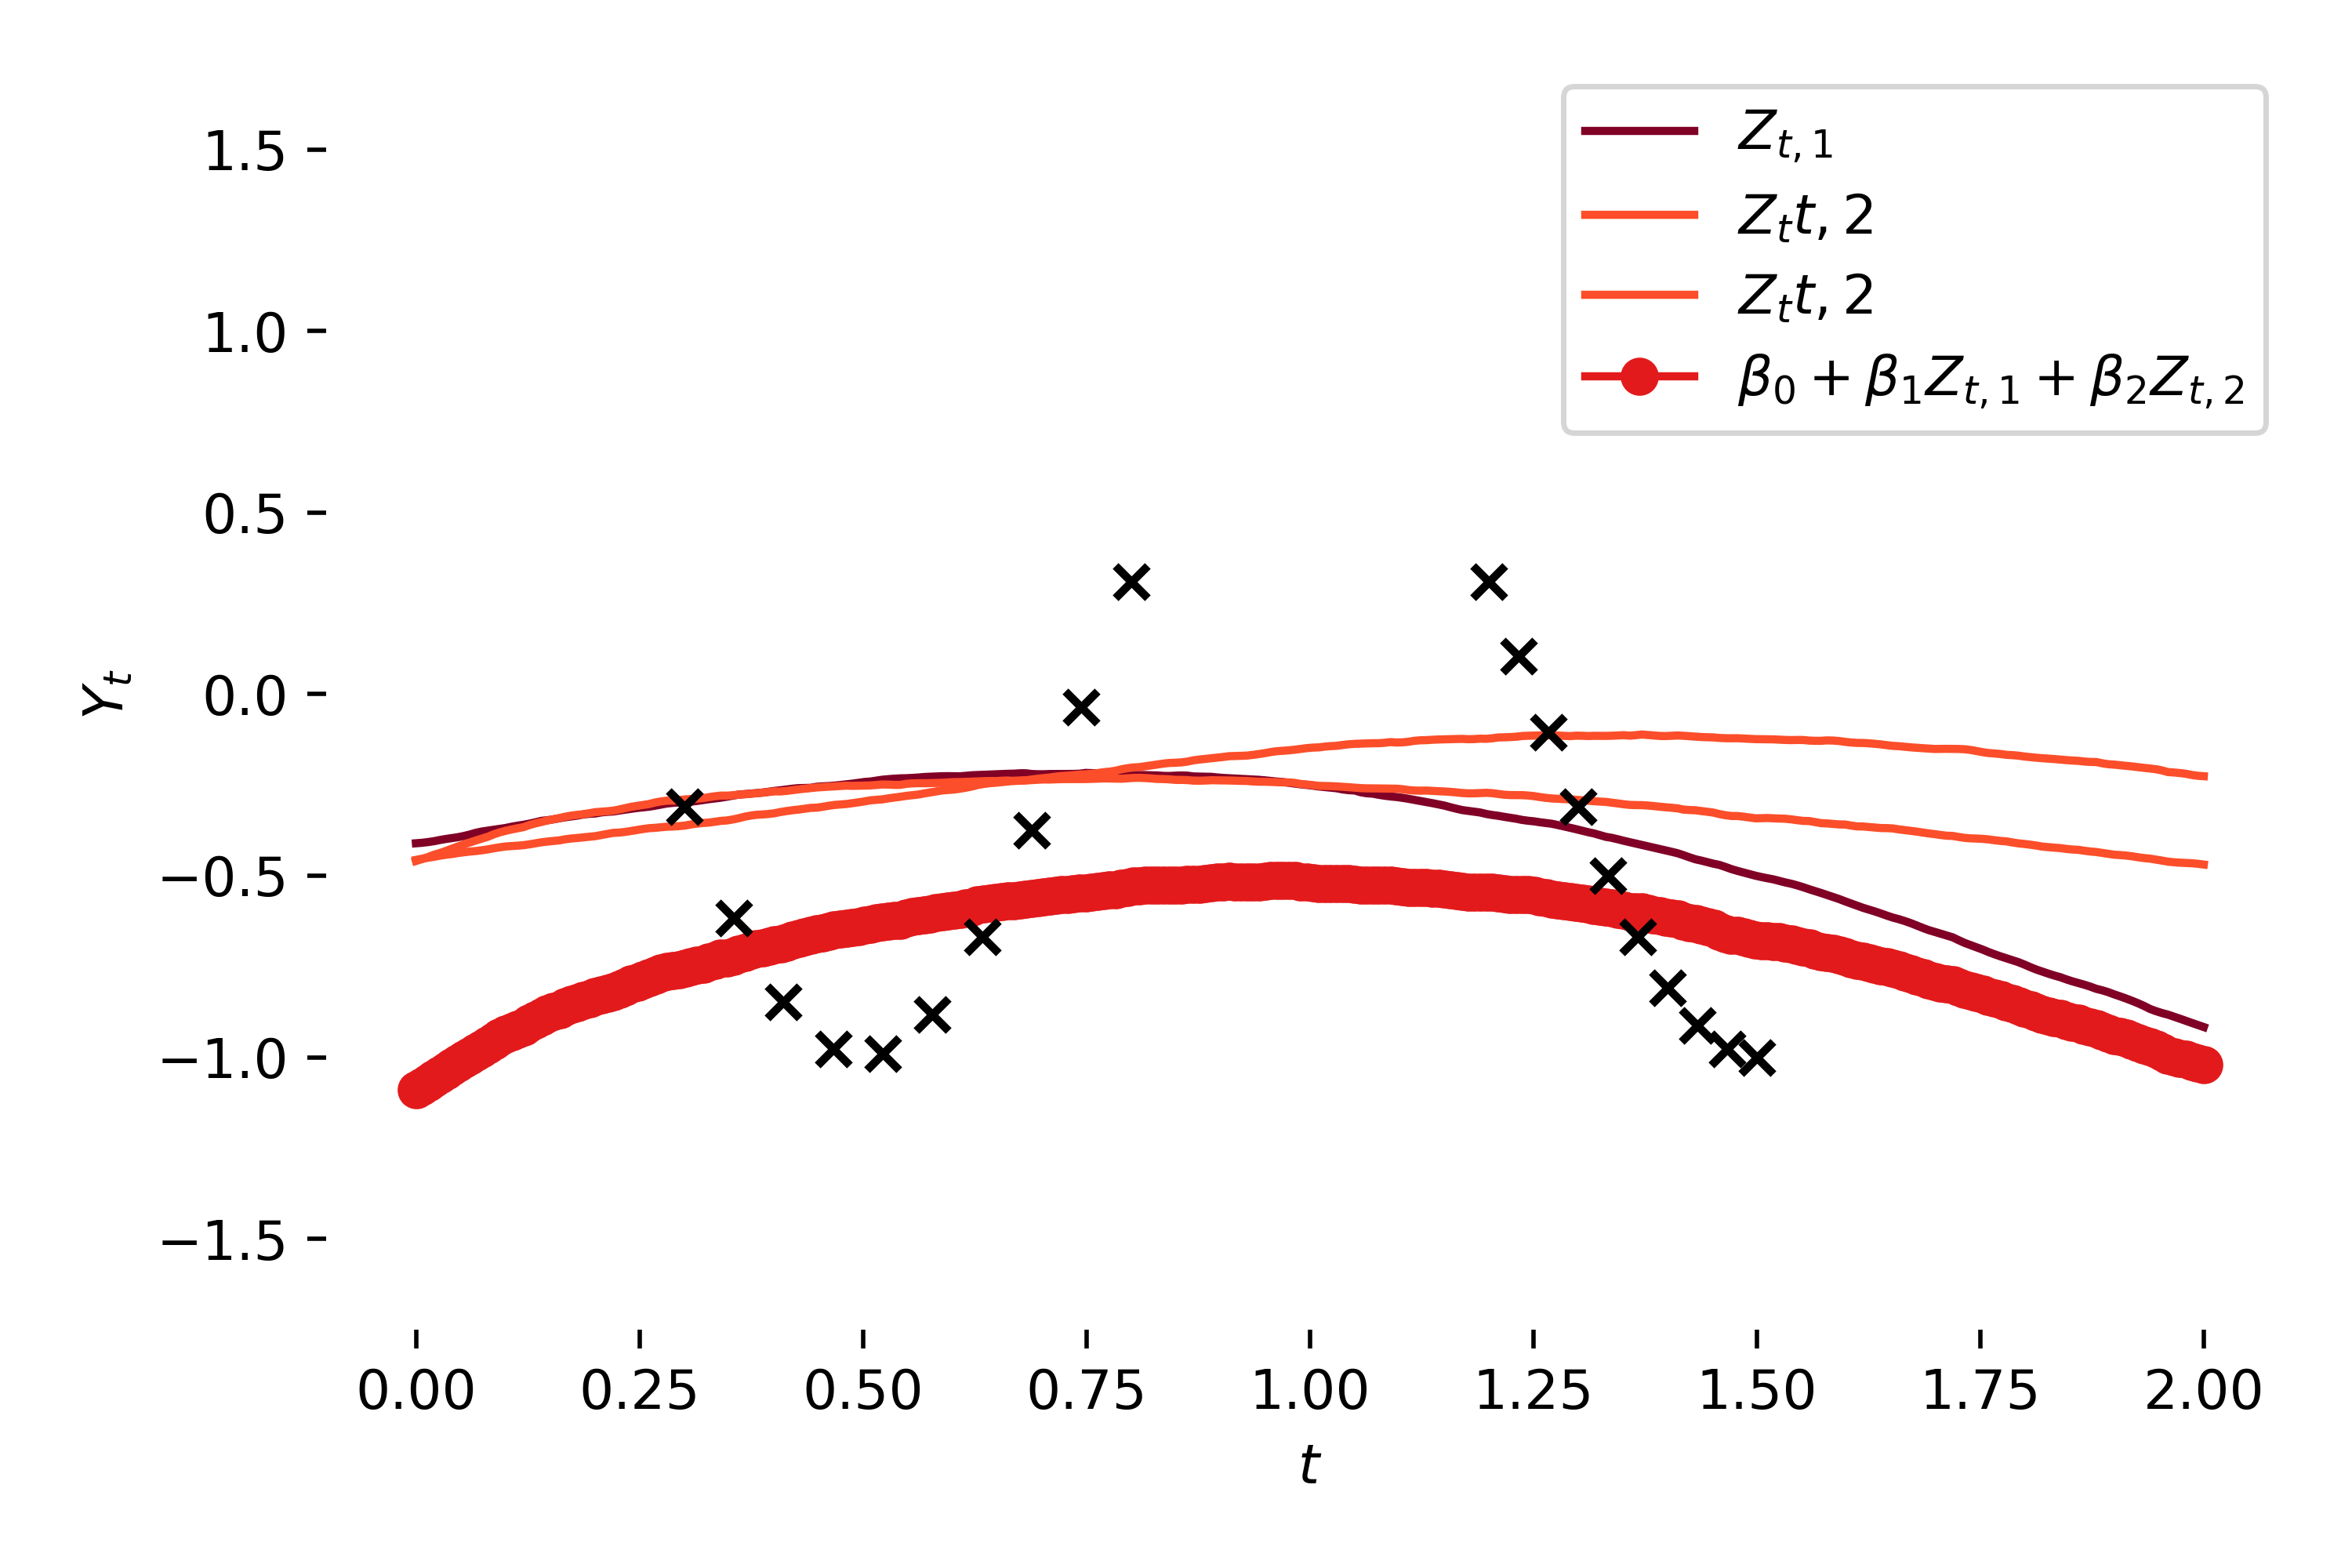 1.5
1.0
0.5
0.0
−0.5
−1.0
−1.5
Y_t
0.00 0.25 0.50 0.75 1.00 1.25 1.50 1.75 2.00
t
Z_{t,1}
Z_t t, 2
Z_t t, 2
β_0 + β_1 Z_{t,1} + β_2 Z_{t,2}